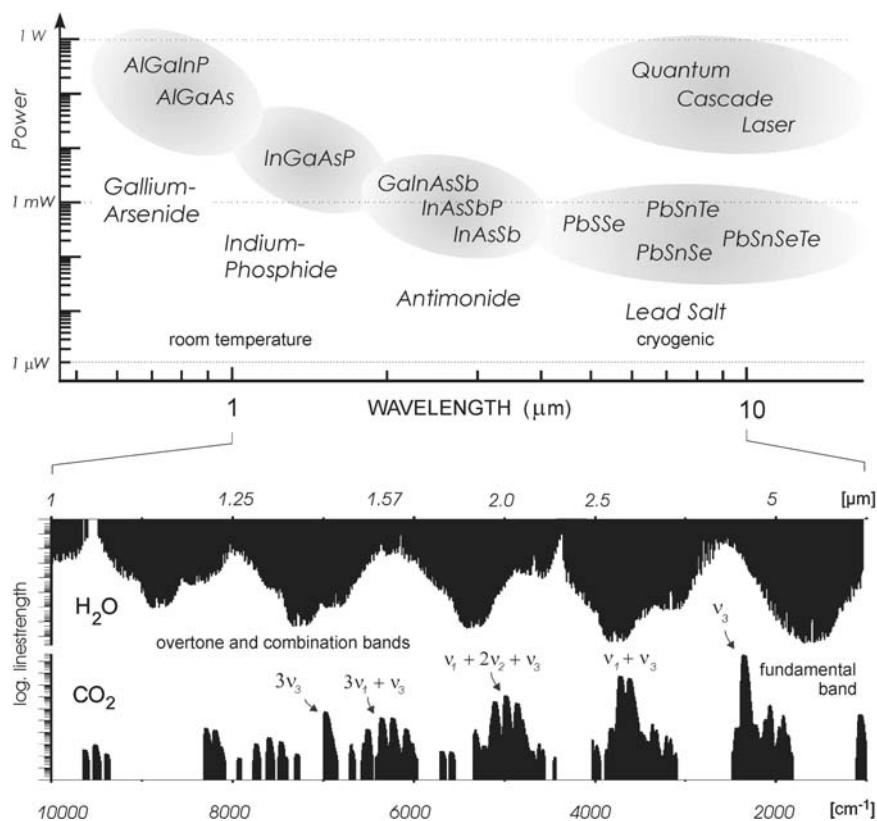 1 W
AlGaInP
AlGaAs
Quantum
Cascade
Laser
Power
InGaAsP
Gallium-
Arsenide
GaInAsSb
InAsSbP
InAsSb
1 mW
PbSSe
PbSnTe
PbSnSe
PbSnSeTe
Indium-
Phosphide
Antimonide
Lead Salt
room temperature
cryogenic
1 μW
1 WAVELENGTH (μm) 10
1 1.25 1.57 2.0 2.5 5 [μm]
log. linestrength
H₂O
overtone and combination bands
ν₃
CO₂
3ν₃
3ν₁ + ν₃
ν₁ + 2ν₂ + ν₃
ν₁ + ν₃
fundamental
band
10000 8000 6000 4000 2000 [cm⁻¹]